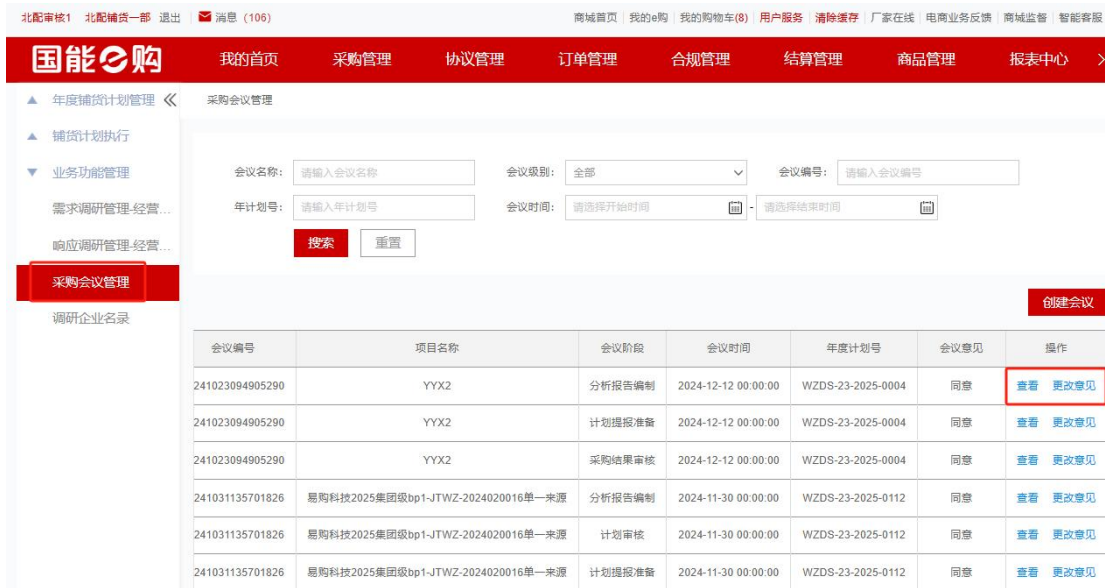 北配审核1 北配铺货一部 退出 消息（106） 商城首页 我的e购 我的购物车(8) 用户服务 清除缓存 厂家在线 电商业务反馈 商城监督 智能客服
国能e购 我的首页 采购管理 协议管理 订单管理 合规管理 结算管理 商品管理 报表中心
年度铺货计划管理 采购会议管理
铺货计划执行
业务功能管理 会议名称: 请输入会议名称 会议级别: 全部 会议编号: 请输入会议编号
需求调研管理-经营... 年计划号: 请输入年计划号 会议时间: 请选择开始时间 - 请选择结束时间
响应调研管理-经营... 搜索 重置
采购会议管理
创建会议
调研企业名录
会议编号 项目名称 会议阶段 会议时间 年度计划号 会议意见 操作
241023094905290 YYX2 分析报告编制 2024-12-12 00:00:00 WZDS-23-2025-0004 同意 查看 更改意见
241023094905290 YYX2 计划提报准备 2024-12-12 00:00:00 WZDS-23-2025-0004 同意 查看 更改意见
241023094905290 YYX2 采购结果审核 2024-12-12 00:00:00 WZDS-23-2025-0004 同意 查看 更改意见
241031135701826 易购科技2025集团级bp1-JTWZ-2024020016单一来源 分析报告编制 2024-11-30 00:00:00 WZDS-23-2025-0112 同意 查看 更改意见
241031135701826 易购科技2025集团级bp1-JTWZ-2024020016单一来源 计划审核 2024-11-30 00:00:00 WZDS-23-2025-0112 同意 查看 更改意见
241031135701826 易购科技2025集团级bp1-JTWZ-2024020016单一来源 计划提报准备 2024-11-30 00:00:00 WZDS-23-2025-0112 同意 查看 更改意见